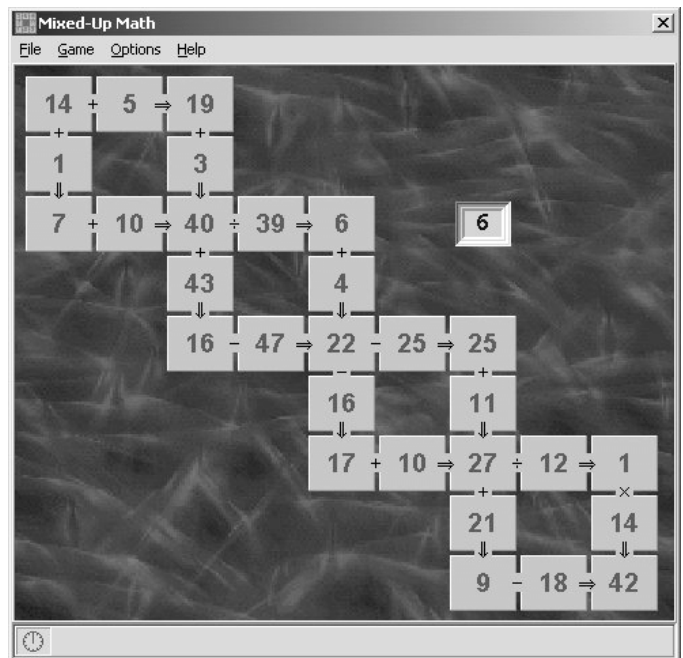 Mixed-Up Math
File Game Options Help
14 + 5 ⇒ 19
+ +
1 3
⇓ ⇓
7 + 10 ⇒ 40 ÷ 39 ⇒ 6
6
+ +
43 4
⇓ ⇓
16 − 47 ⇒ 22 − 25 ⇒ 25
− +
16 11
⇓ ⇓
17 + 10 ⇒ 27 ÷ 12 ⇒ 1
+ ×
21 14
⇓ ⇓
9 − 18 ⇒ 42